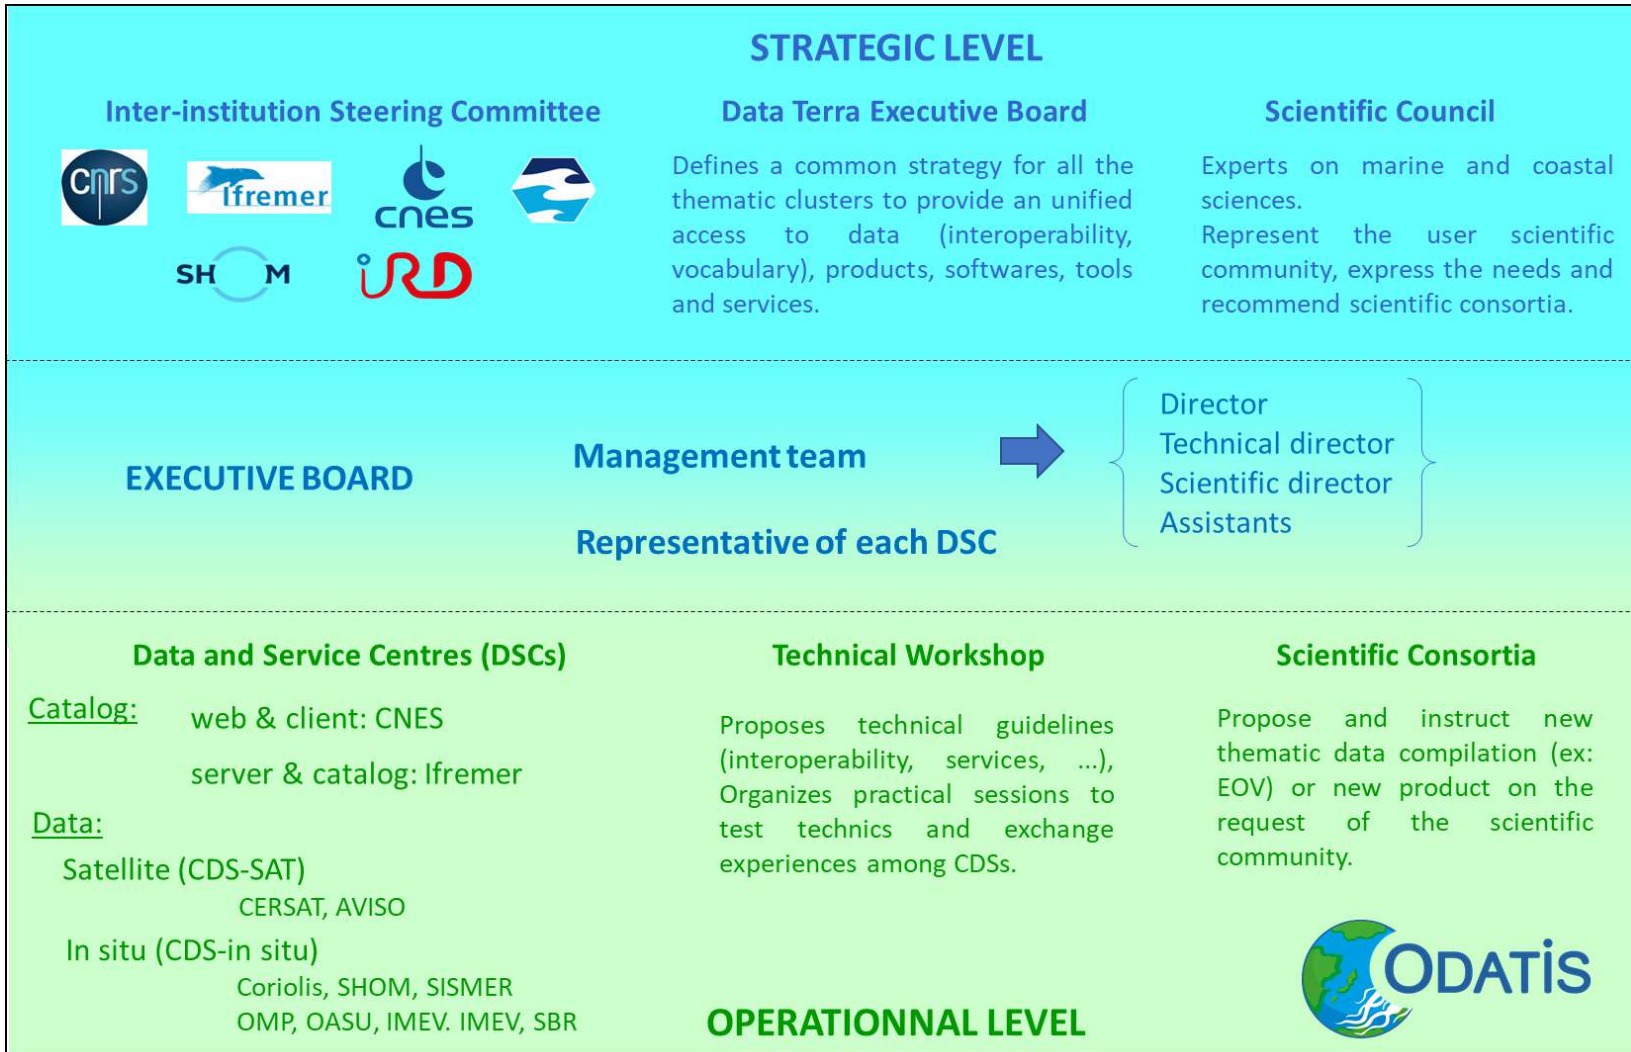 STRATEGIC LEVEL
Inter-institution Steering Committee
cnrs
Ifremer
cnes
SHOM
iRD
Data Terra Executive Board
Defines a common strategy for all the
thematic clusters to provide an unified
access to data (interoperability,
vocabulary), products, softwares, tools
and services.
Scientific Council
Experts on marine and coastal
sciences.
Represent the user scientific
community, express the needs and
recommend scientific consortia.
EXECUTIVE BOARD
Management team
Representative of each DSC
Director
Technical director
Scientific director
Assistants
Data and Service Centres (DSCs)
Catalog:
web & client: CNES
server & catalog: Ifremer
Data:
Satellite (CDS-SAT)
CERSAT, AVISO
In situ (CDS-in situ)
Coriolis, SHOM, SISMER
OMP, OASU, IMEV. IMEV, SBR
Technical Workshop
Proposes technical guidelines
(interoperability, services, ...),
Organizes practical sessions to
test technics and exchange
experiences among CDSs.
Scientific Consortia
Propose and instruct new
thematic data compilation (ex:
EOV) or new product on the
request of the scientific
community.
ODATiS
OPERATIONNAL LEVEL